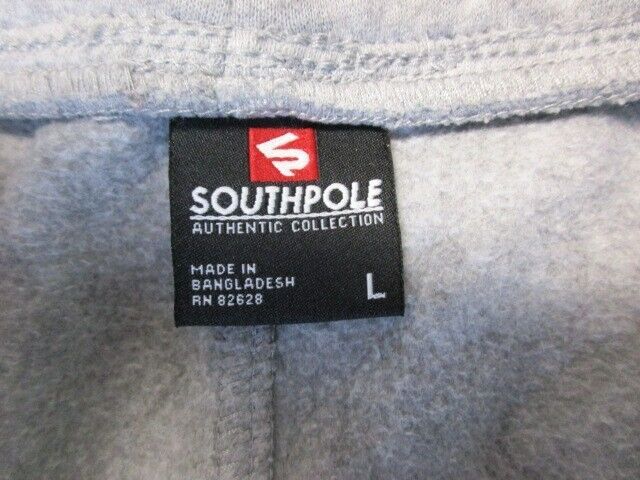 SOUTHPOLE
AUTHENTIC COLLECTION
MADE IN
BANGLADESH
RN 82628
L